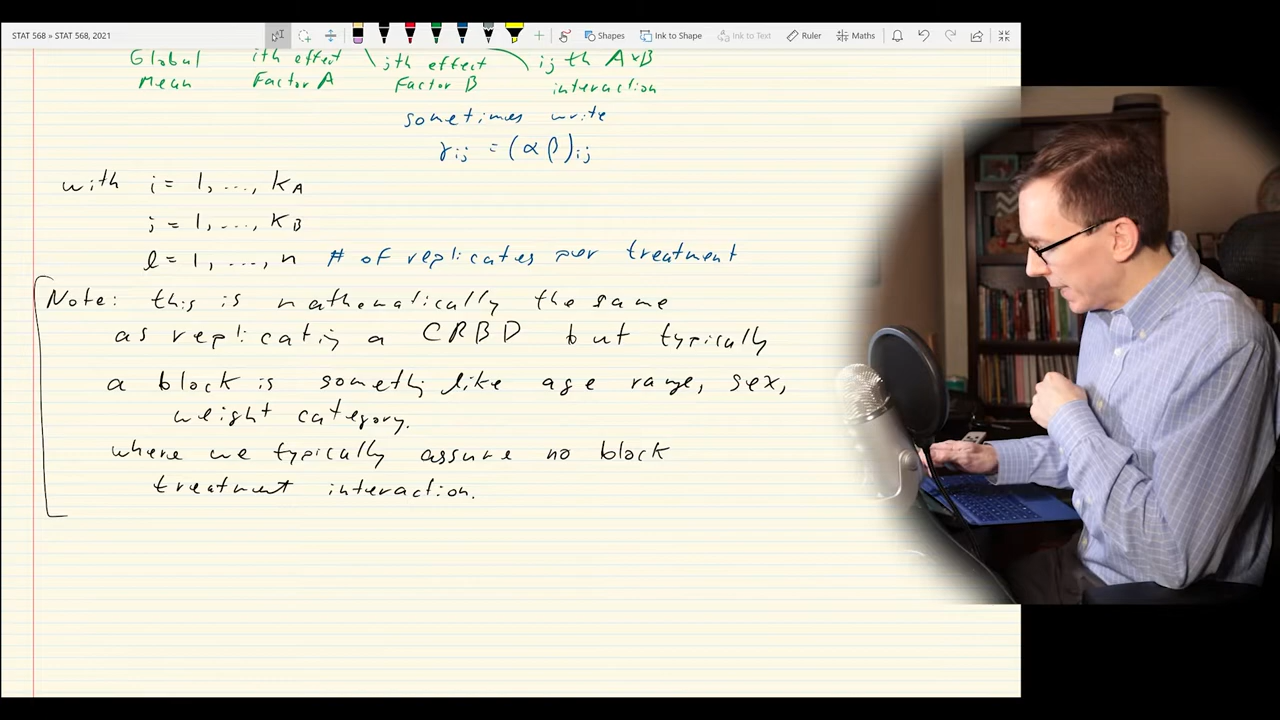 STAT 568 » STAT 568, 2021
Shapes
Ink to Shape
Ink to Text
Ruler
Maths
Global ith effect jth effect ij th A×B
Mean Factor A Factor B interaction
sometimes write
γij = (αβ)ij
with i = 1, ..., KA
j = 1, ..., KB
l = 1, ..., n # of replicates per treatment
Note: this is mathematically the same
as replicating a CRBD but typically
a block is something like age range, sex,
weight category.
where we typically assume no block
treatment interaction.